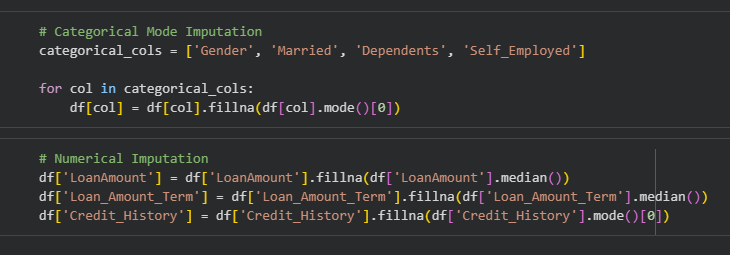 # Categorical Mode Imputation
categorical_cols = ['Gender', 'Married', 'Dependents', 'Self_Employed']
for col in categorical_cols:
    df[col] = df[col].fillna(df[col].mode()[0])
# Numerical Imputation
df['LoanAmount'] = df['LoanAmount'].fillna(df['LoanAmount'].median())
df['Loan_Amount_Term'] = df['Loan_Amount_Term'].fillna(df['Loan_Amount_Term'].median())
df['Credit_History'] = df['Credit_History'].fillna(df['Credit_History'].mode()[0])